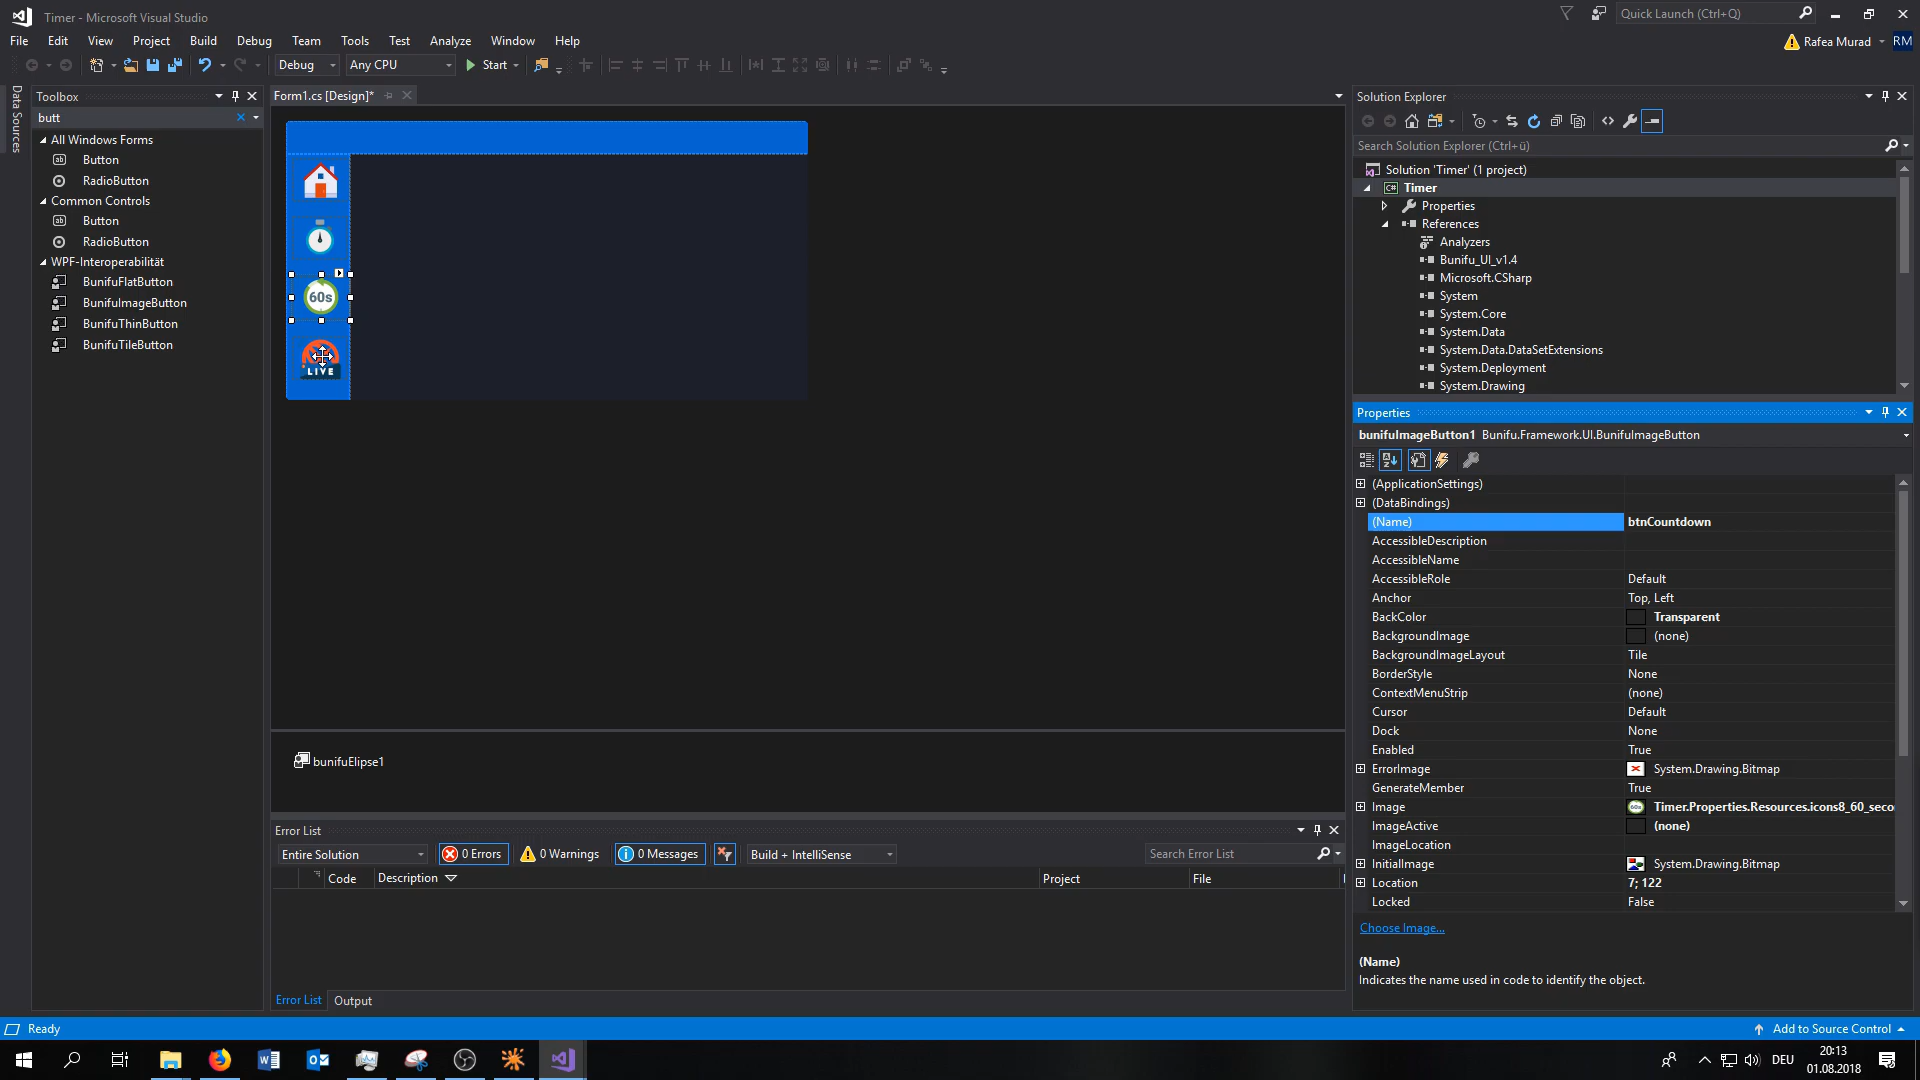 Timer - Microsoft Visual Studio
Quick Launch (Ctrl+Q)
File Edit View Project Build Debug Team Tools Test Analyze Window Help
Rafea Murad RM
Debug Any CPU Start
Data Sources
Toolbox
butt
All Windows Forms
Button
RadioButton
Common Controls
Button
RadioButton
WPF-Interoperabilität
BunifuFlatButton
BunifuImageButton
BunifuThinButton
BunifuTileButton
Form1.cs [Design]*
60s
LIVE
bunifuElipse1
Error List
Entire Solution 0 Errors 0 Warnings 0 Messages Build + IntelliSense Search Error List
Code Description Project File
Error List Output
Solution Explorer
Search Solution Explorer (Ctrl+ü)
Solution 'Timer' (1 project)
C# Timer
Properties
References
Analyzers
Bunifu_UI_v1.4
Microsoft.CSharp
System
System.Core
System.Data
System.Data.DataSetExtensions
System.Deployment
System.Drawing
Properties
bunifuImageButton1 Bunifu.Framework.UI.BunifuImageButton
(ApplicationSettings)
(DataBindings)
(Name) btnCountdown
AccessibleDescription
AccessibleName
AccessibleRole Default
Anchor Top, Left
BackColor Transparent
BackgroundImage (none)
BackgroundImageLayout Tile
BorderStyle None
ContextMenuStrip (none)
Cursor Default
Dock None
Enabled True
ErrorImage System.Drawing.Bitmap
GenerateMember True
Image Timer.Properties.Resources.icons8_60_seco
ImageActive (none)
ImageLocation
InitialImage System.Drawing.Bitmap
Location 7; 122
Locked False
Choose Image...
(Name)
Indicates the name used in code to identify the object.
Ready Add to Source Control
DEU
20:13
01.08.2018